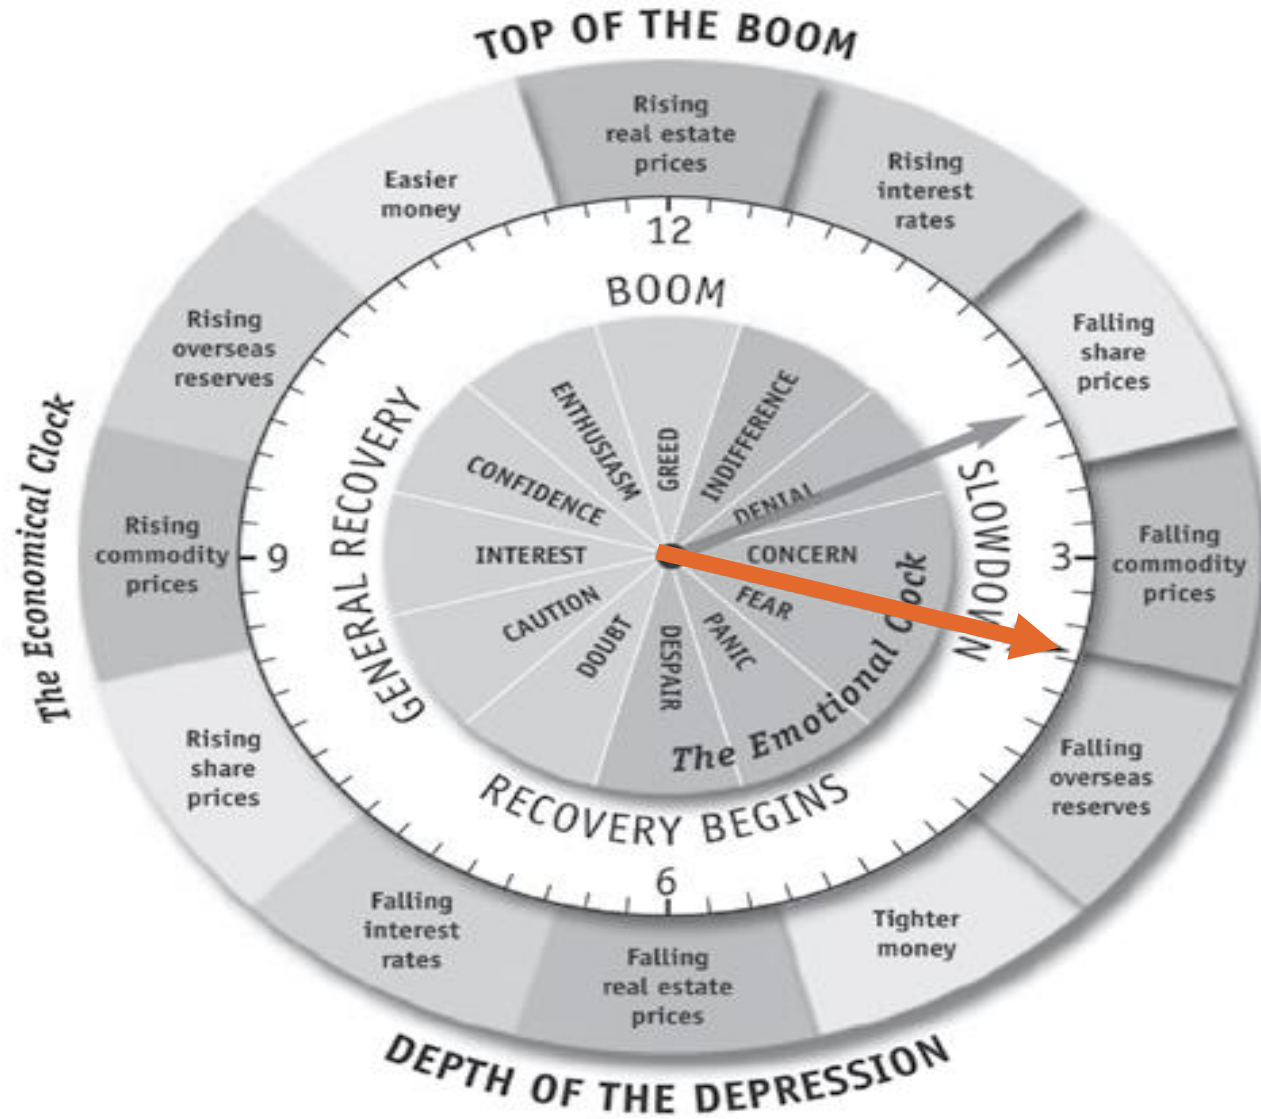 TOP OF THE BOOM
Rising
real estate
prices
Rising
interest
rates
Falling
share
prices
Falling
commodity
prices
Falling
overseas
reserves
Tighter
money
Falling
real estate
prices
Falling
interest
rates
Rising
share
prices
Rising
commodity
prices
Rising
overseas
reserves
Easier
money
The Economical Clock
12
3
6
9
BOOM
SLOWDOWN
RECOVERY BEGINS
GENERAL RECOVERY
GREED
INDIFFERENCE
DENIAL
CONCERN
FEAR
PANIC
DESPAIR
DOUBT
CAUTION
INTEREST
CONFIDENCE
ENTHUSIASM
The Emotional Clock
DEPTH OF THE DEPRESSION